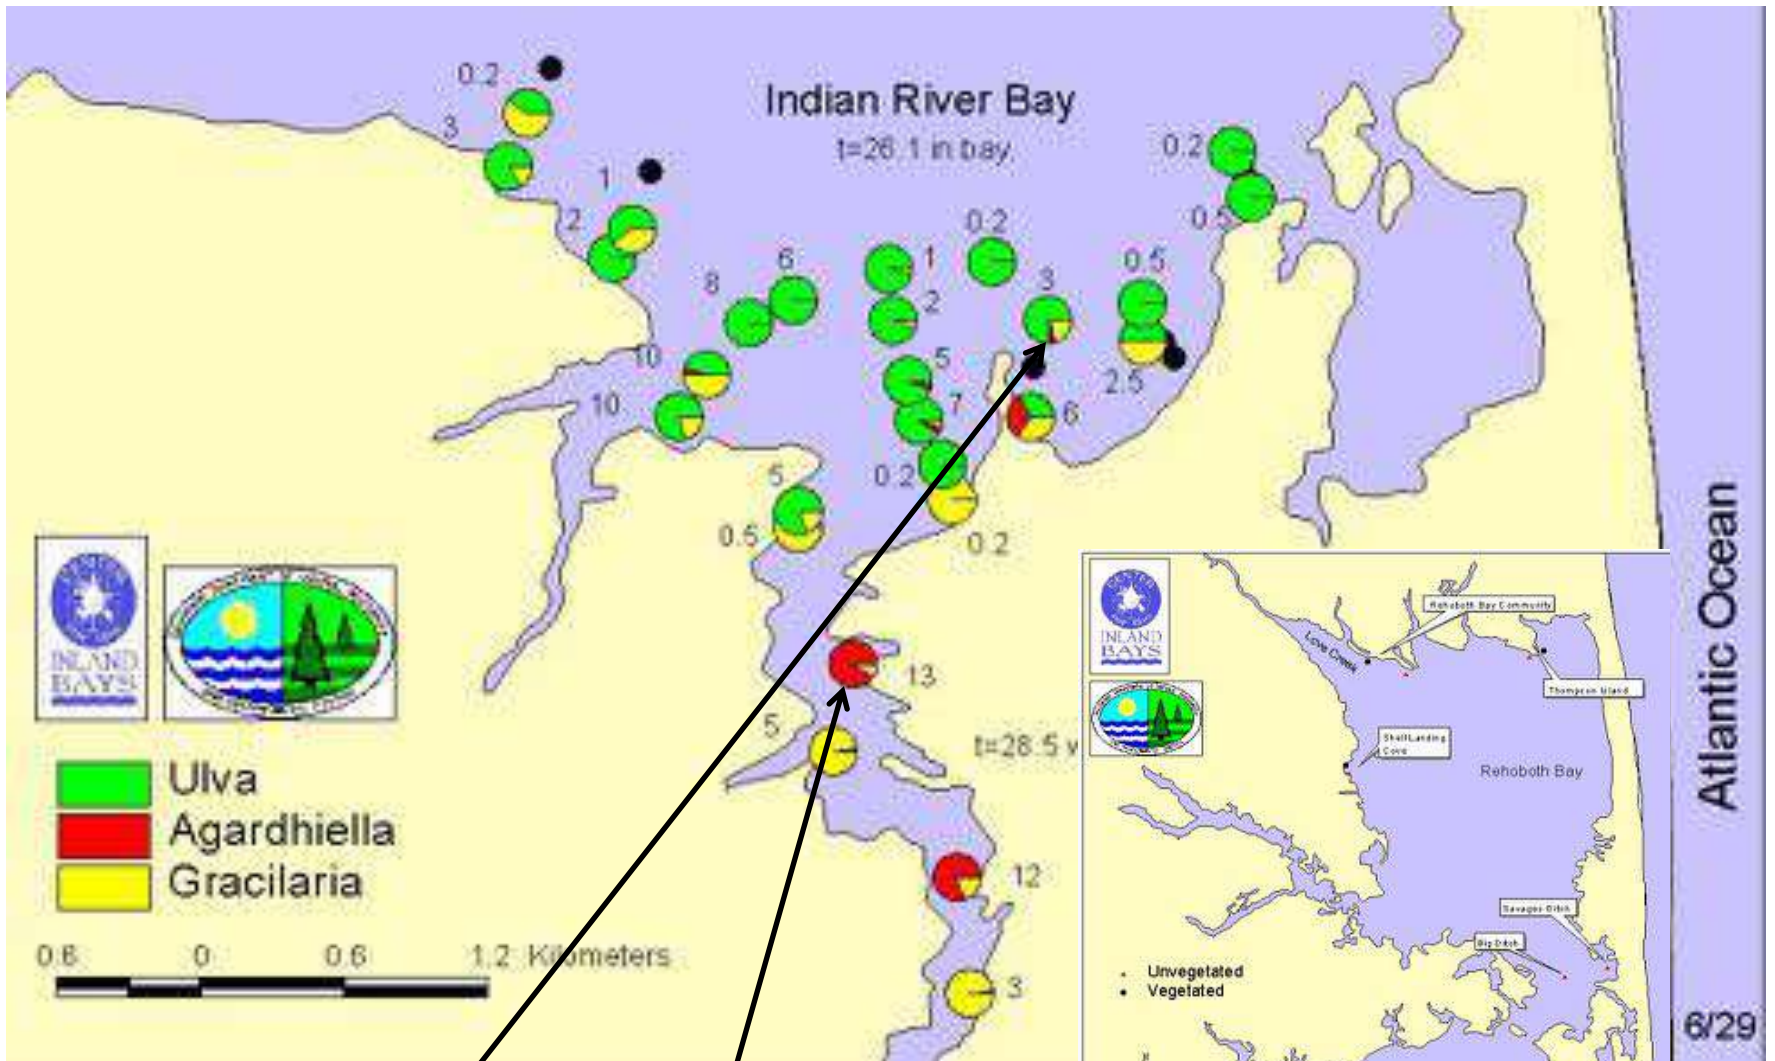 Indian River Bay
t=26.1 in bay,
0.2
3
1
2
6
8
10
10
1
2
0.2
3
0.5
2.5
0.2
0.5
5
7
6
0.2
0.2
5
0.5
13
5
t=28.5 w
12
3
INLAND
BAYS
Ulva
Agardhiella
Gracilaria
0.6 0 0.6 1.2 Kilometers
Atlantic Ocean
6/29
INLAND
BAYS
Rehoboth Bay Community
Love Creek
Thompson Island
Shell Landing
Cove
Rehoboth Bay
Savages Ditch
Big Ditch
Unvegetated
Vegetated